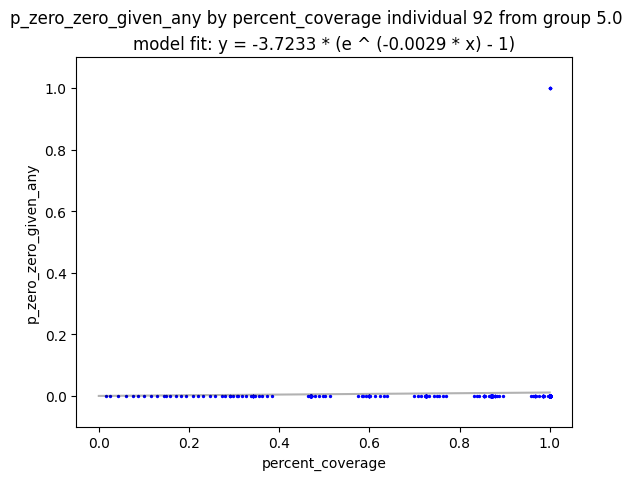 p_zero_zero_given_any by percent_coverage individual 92 from group 5.0
model fit: y = -3.7233 * (e ^ (-0.0029 * x) - 1)
1.0
0.8
0.6
0.4
0.2
0.0
p_zero_zero_given_any
0.0 0.2 0.4 0.6 0.8 1.0
percent_coverage